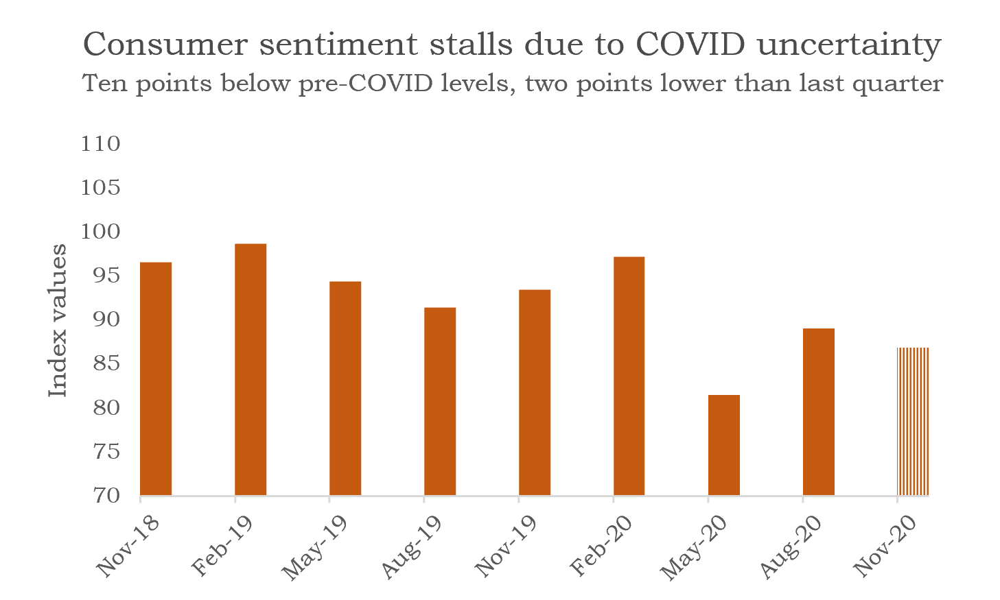 Consumer sentiment stalls due to COVID uncertainty
Ten points below pre-COVID levels, two points lower than last quarter
110
105
100
95
90
85
80
75
70
Index values
Nov-18
Feb-19
May-19
Aug-19
Nov-19
Feb-20
May-20
Aug-20
Nov-20